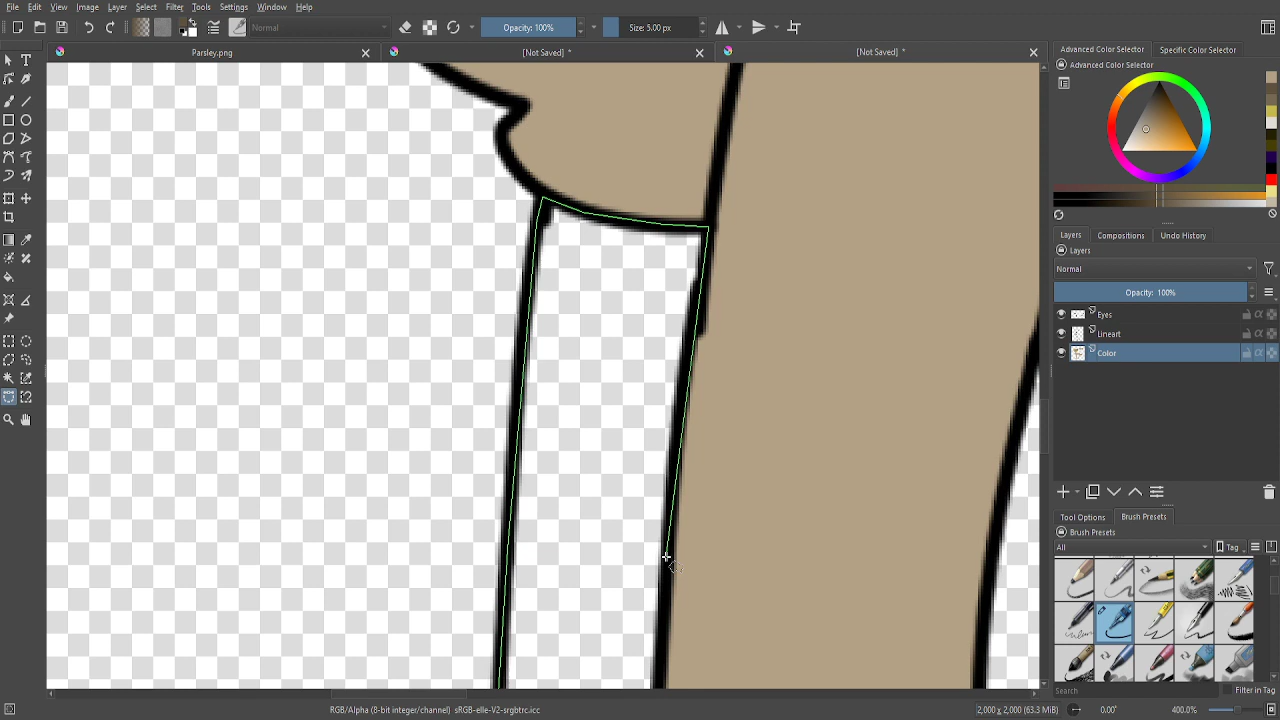 File Edit View Image Layer Select Filter Tools Settings Window Help
Normal Opacity: 100% Size: 5.00 px
Parsley.png [Not Saved] * [Not Saved] *
Advanced Color Selector Specific Color Selector
Advanced Color Selector
Layers Compositions Undo History
Layers
Normal
Opacity: 100%
Eyes
Lineart
Color
Tool Options Brush Presets
Brush Presets
All Tag
Search Filter in Tag
RGB/Alpha (8-bit integer/channel) sRGB-elle-V2-srgbtrc.icc 2,000 x 2,000 (63.3 MiB) 0.00° 400.0%